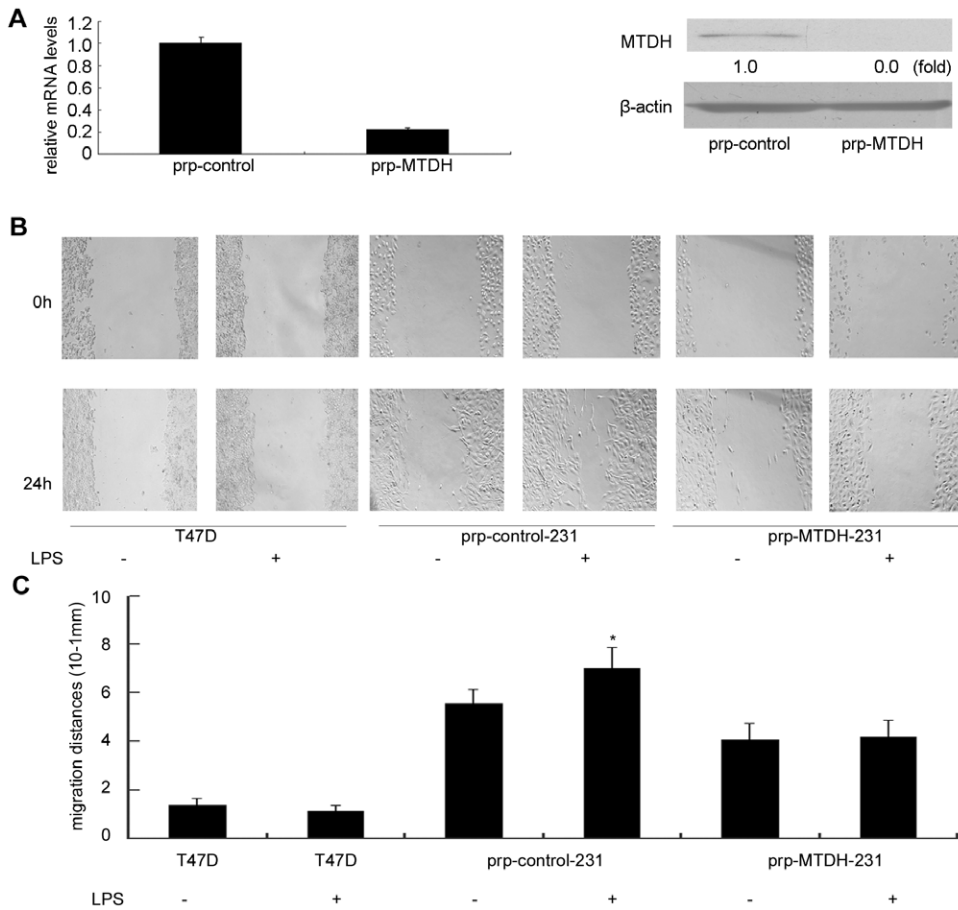 A
relative mRNA levels
1.2
1.0
0.8
0.6
0.4
0.2
0
prp-control prp-MTDH
MTDH
1.0 0.0 (fold)
β-actin
prp-control prp-MTDH
B
0h
24h
T47D prp-control-231 prp-MTDH-231
LPS - + - + - +
C
migration distances (10-1mm)
10
8
6
4
2
0
*
T47D T47D prp-control-231 prp-MTDH-231
LPS - + - + - +